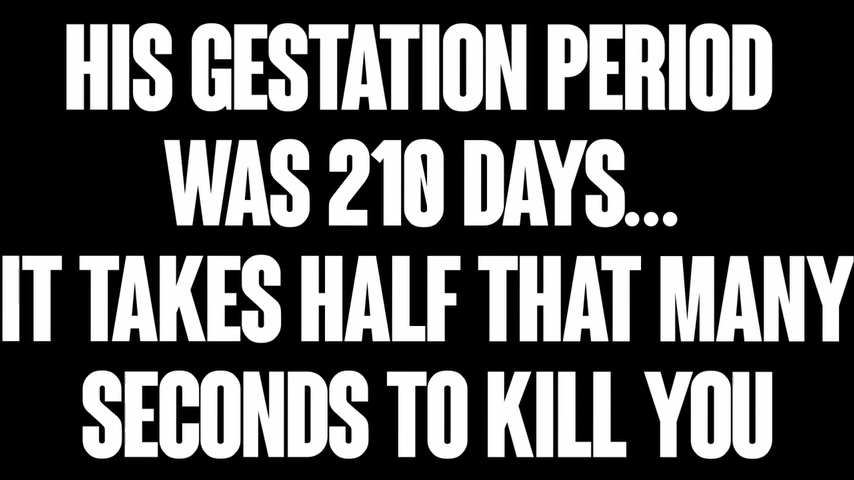 HIS GESTATION PERIOD
WAS 210 DAYS...
IT TAKES HALF THAT MANY
SECONDS TO KILL YOU